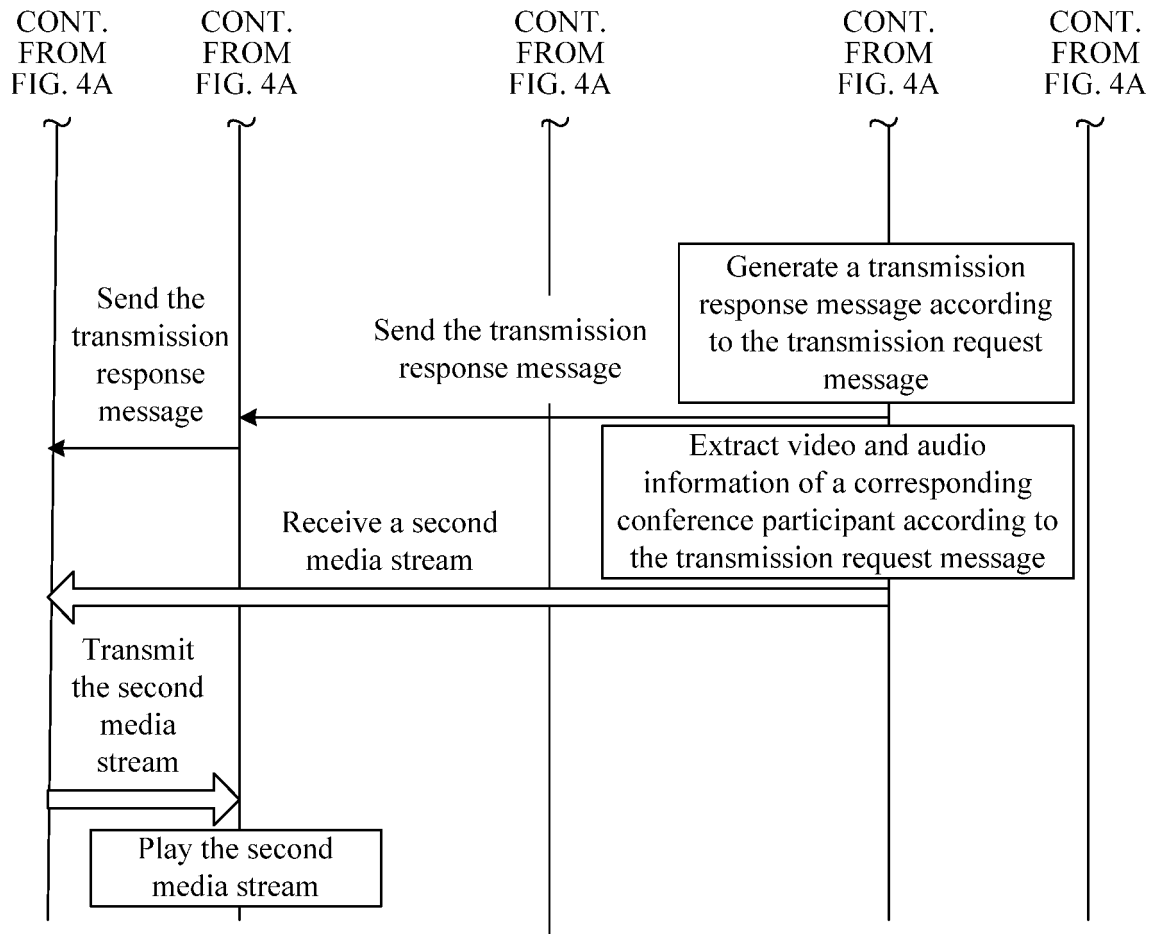 CONT.
FROM
FIG. 4A
CONT.
FROM
FIG. 4A
CONT.
FROM
FIG. 4A
CONT.
FROM
FIG. 4A
CONT.
FROM
FIG. 4A
Generate a transmission
response message according
to the transmission request
message
Send the transmission
response message
Send the
transmission
response
message
Extract video and audio
information of a corresponding
conference participant according to
the transmission request message
Receive a second
media stream
Transmit
the second
media
stream
Play the second
media stream